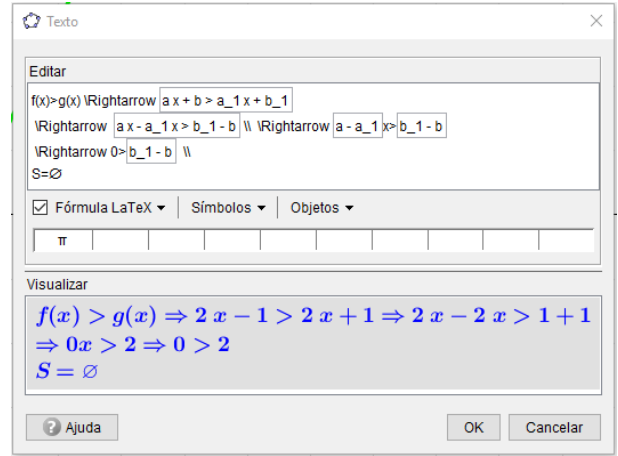 Texto
Editar
f(x)>g(x) \Rightarrow a x + b > a_1 x + b_1
\Rightarrow a x - a_1 x > b_1 - b \\ \Rightarrow a - a_1 x> b_1 - b
\Rightarrow 0> b_1 - b \\
S=∅
Fórmula LaTeX Símbolos Objetos
π
Visualizar
f(x) > g(x) ⇒ 2 x − 1 > 2 x + 1 ⇒ 2 x − 2 x > 1 + 1
⇒ 0x > 2 ⇒ 0 > 2
S = ∅
Ajuda OK Cancelar